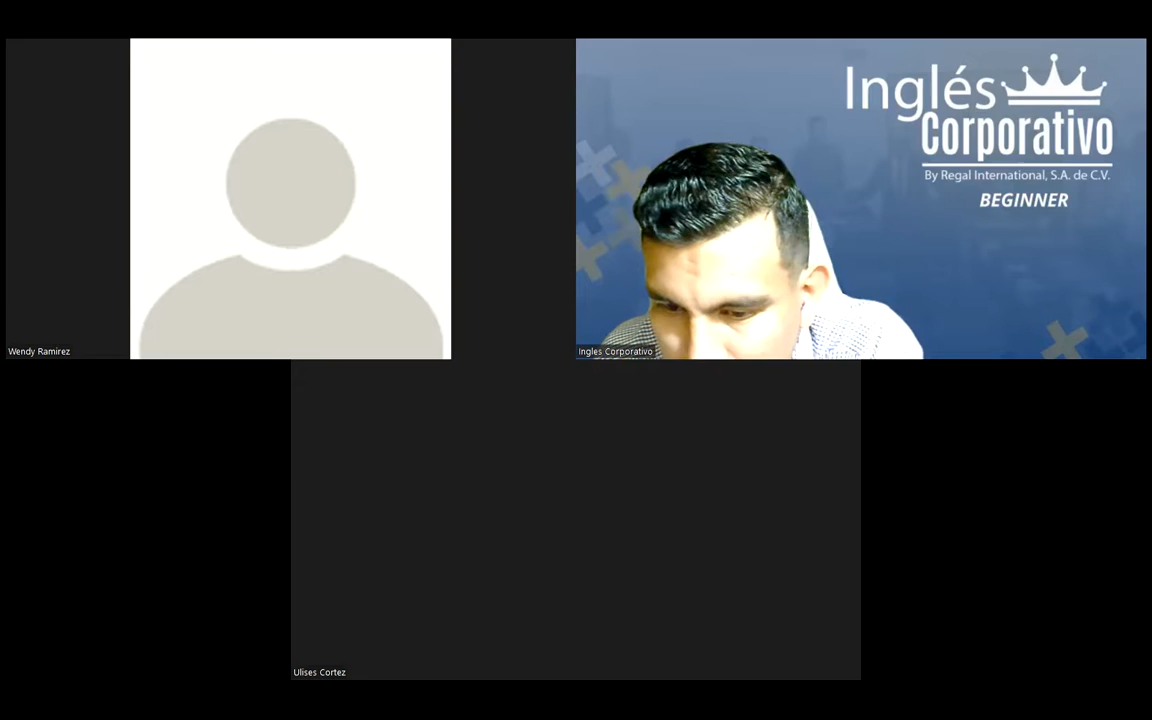 Inglés
Corporativo
By Regal International, S.A. de C.V.
BEGINNER
Wendy Ramirez
Ingles Corporativo
Ulises Cortez